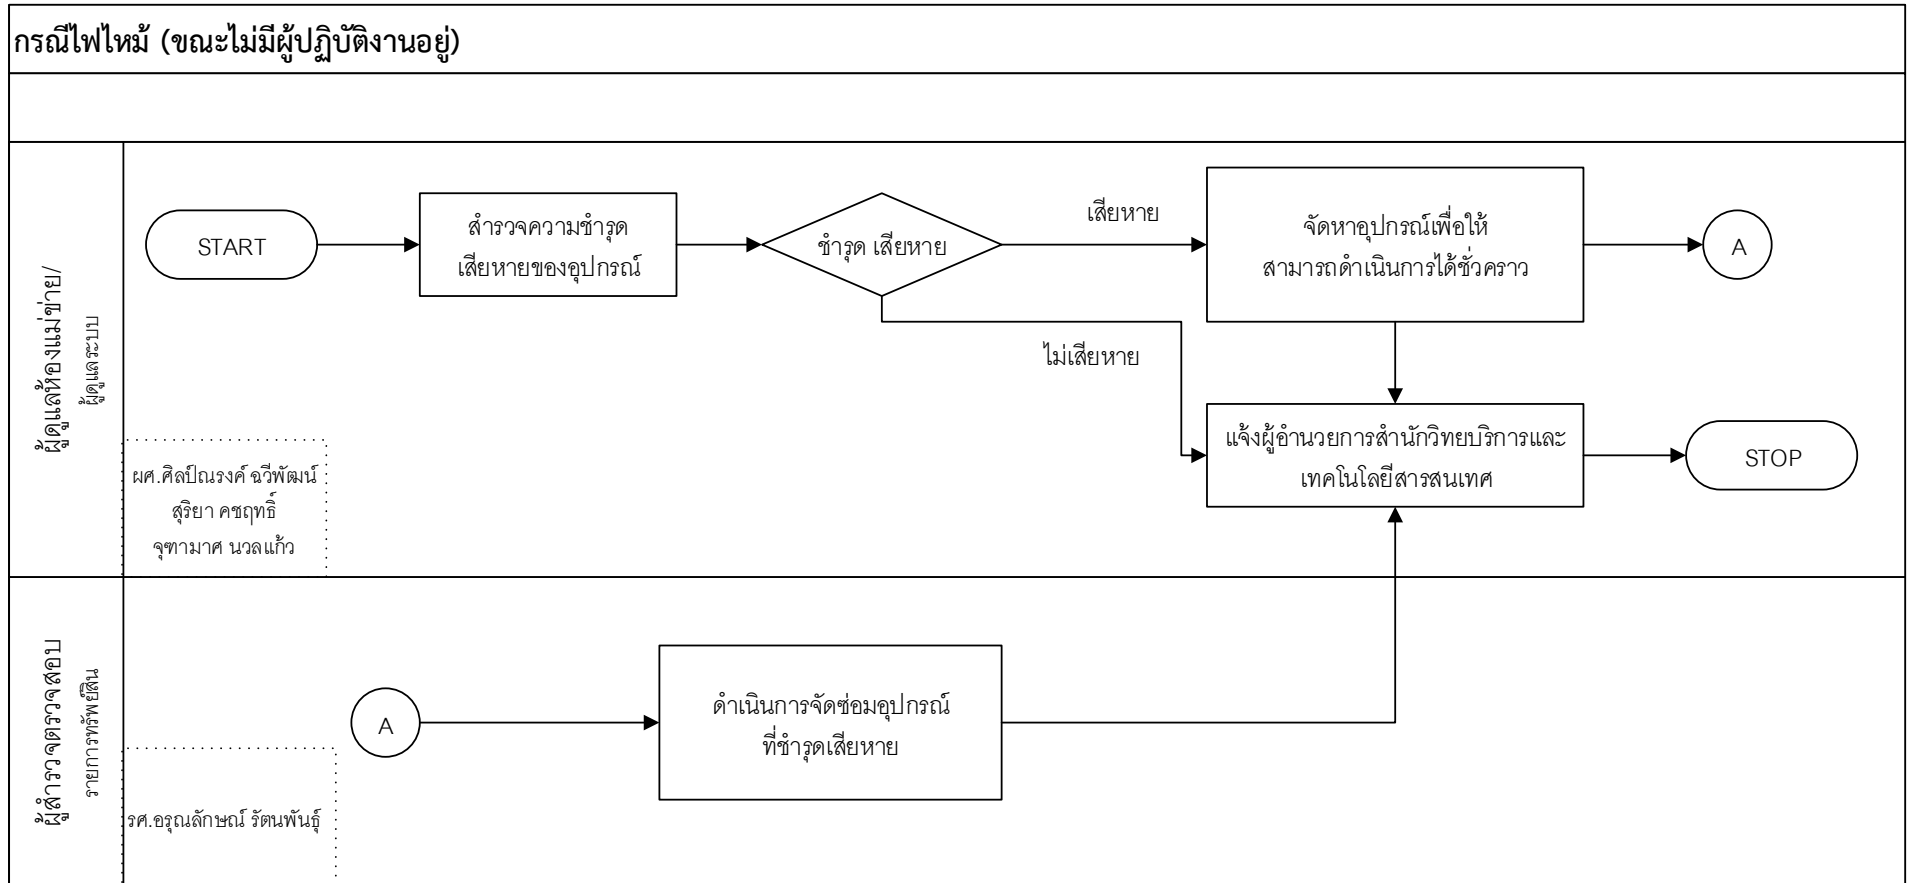 กรณีไฟไหม้ (ขณะไม่มีผู้ปฏิบัติงานอยู่)
ผู้ดูแลห้องแม่ข่าย/
ผู้ดูแลระบบ
START
สำรวจความชำรุด
เสียหายของอุปกรณ์
ชำรุด เสียหาย
เสียหาย
จัดหาอุปกรณ์เพื่อให้
สามารถดำเนินการได้ชั่วคราว
A
ไม่เสียหาย
แจ้งผู้อำนวยการสำนักวิทยบริการและ
เทคโนโลยีสารสนเทศ
STOP
ผศ.ศิลป์ณรงค์ ฉวีพัฒน์
สุริยา คชฤทธิ์
จุฑามาศ นวลแก้ว
ผู้สำรวจตรวจสอบ
รายการทรัพย์สิน
A
ดำเนินการจัดซ่อมอุปกรณ์
ที่ชำรุดเสียหาย
รศ.อรุณลักษณ์ รัตนพันธุ์